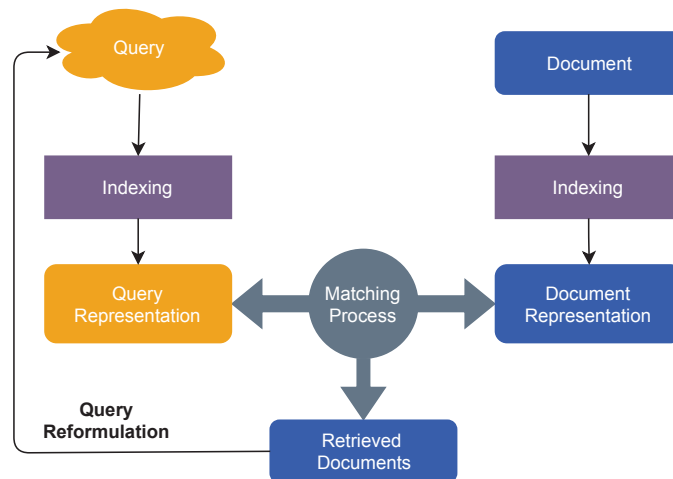 Query
Document
Indexing
Indexing
Query
Representation
Matching
Process
Document
Representation
Query
Reformulation
Retrieved
Documents